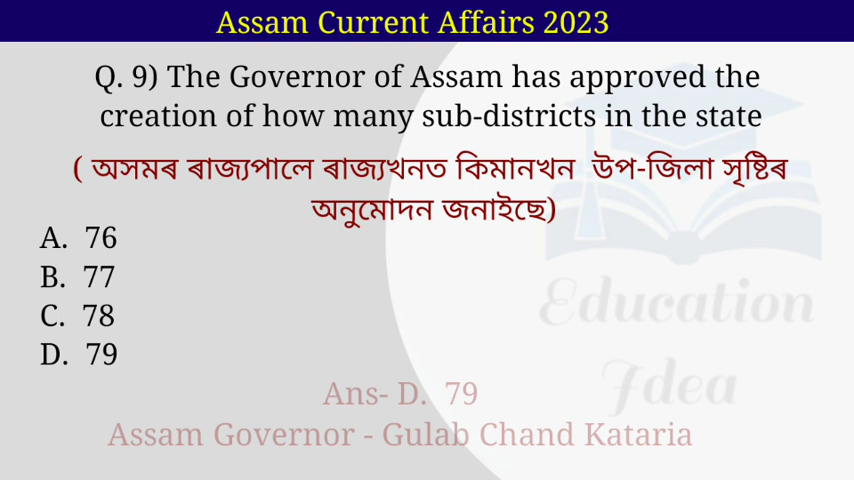 Assam Current Affairs 2023
Q. 9) The Governor of Assam has approved the
creation of how many sub-districts in the state
( অসমৰ ৰাজ্যপালে ৰাজ্যখনত কিমানখন উপ-জিলা সৃষ্টিৰ
অনুমোদন জনাইছে)
A. 76
B. 77
C. 78
D. 79
Ans- D. 79
Assam Governor - Gulab Chand Kataria
Education
Idea